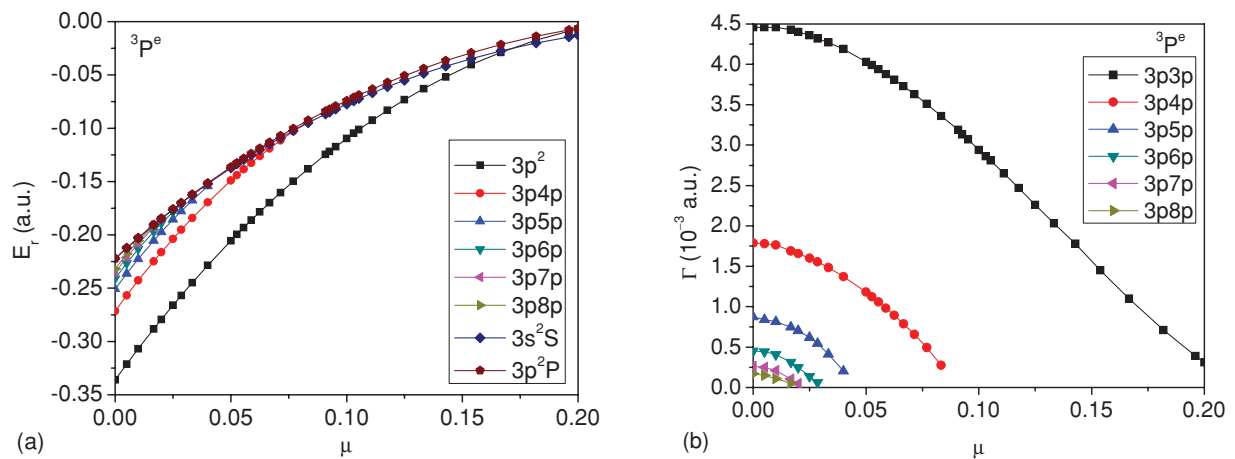 ³Pᵉ
0.00
-0.05
-0.10
-0.15
-0.20
-0.25
-0.30
-0.35
E_r (a.u.)
3p²
3p4p
3p5p
3p6p
3p7p
3p8p
3s²S
3p²P
0.00 0.05 0.10 0.15 0.20
μ
(a)
³Pᵉ
4.5
4.0
3.5
3.0
2.5
2.0
1.5
1.0
0.5
0.0
Γ (10⁻³ a.u.)
3p3p
3p4p
3p5p
3p6p
3p7p
3p8p
0.00 0.05 0.10 0.15 0.20
μ
(b)